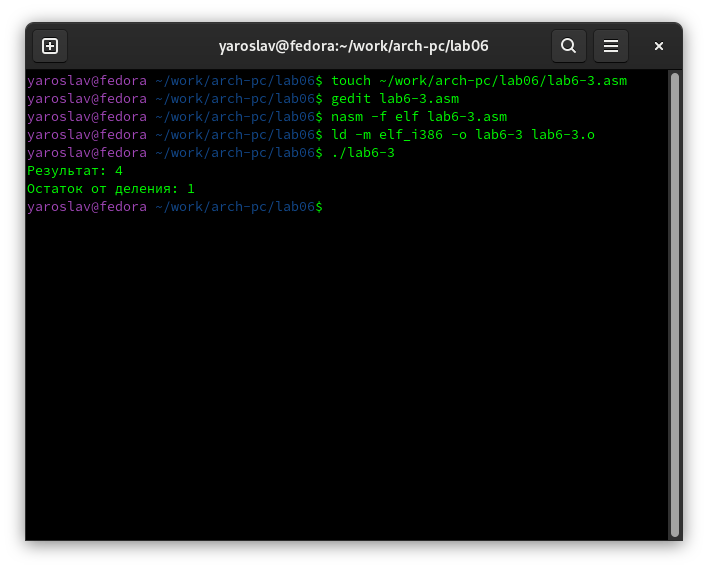 yaroslav@fedora:~/work/arch-pc/lab06
yaroslav@fedora ~/work/arch-pc/lab06$ touch ~/work/arch-pc/lab06/lab6-3.asm
yaroslav@fedora ~/work/arch-pc/lab06$ gedit lab6-3.asm
yaroslav@fedora ~/work/arch-pc/lab06$ nasm -f elf lab6-3.asm
yaroslav@fedora ~/work/arch-pc/lab06$ ld -m elf_i386 -o lab6-3 lab6-3.o
yaroslav@fedora ~/work/arch-pc/lab06$ ./lab6-3
Результат: 4
Остаток от деления: 1
yaroslav@fedora ~/work/arch-pc/lab06$